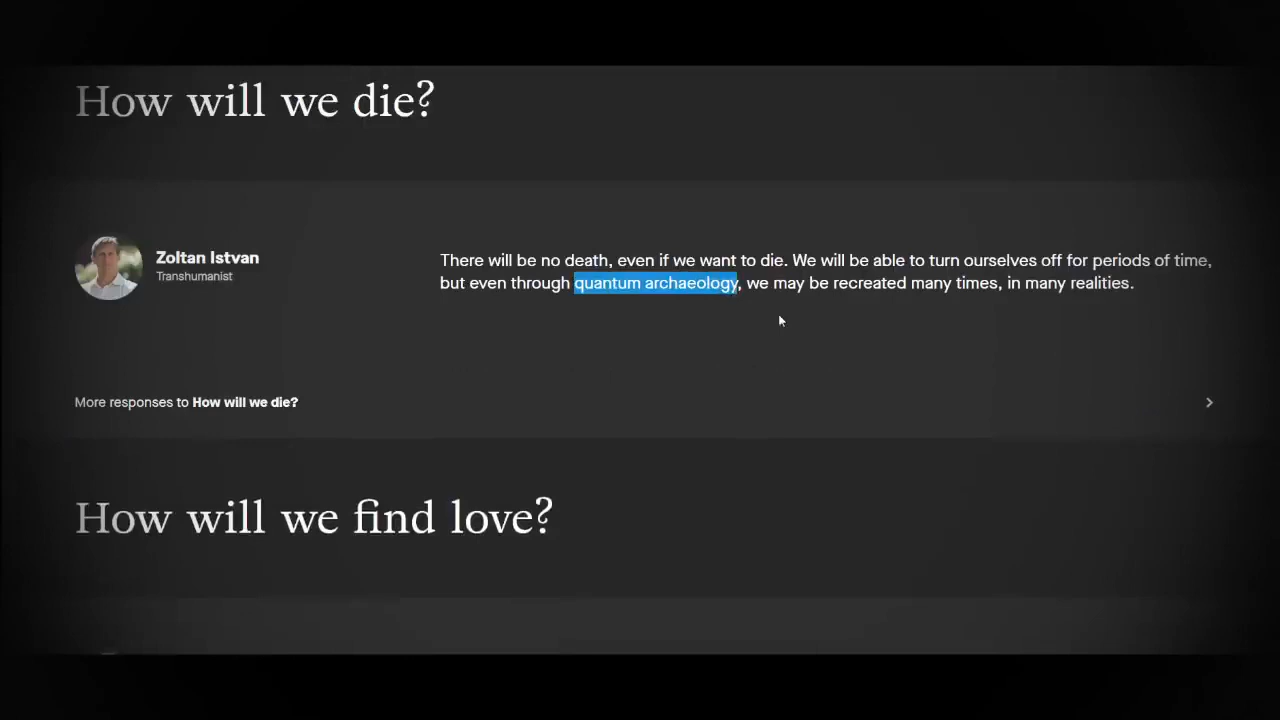 How will we die?
Zoltan Istvan
Transhumanist
There will be no death, even if we want to die. We will be able to turn ourselves off for periods of time,
but even through quantum archaeology, we may be recreated many times, in many realities.
More responses to How will we die?
How will we find love?